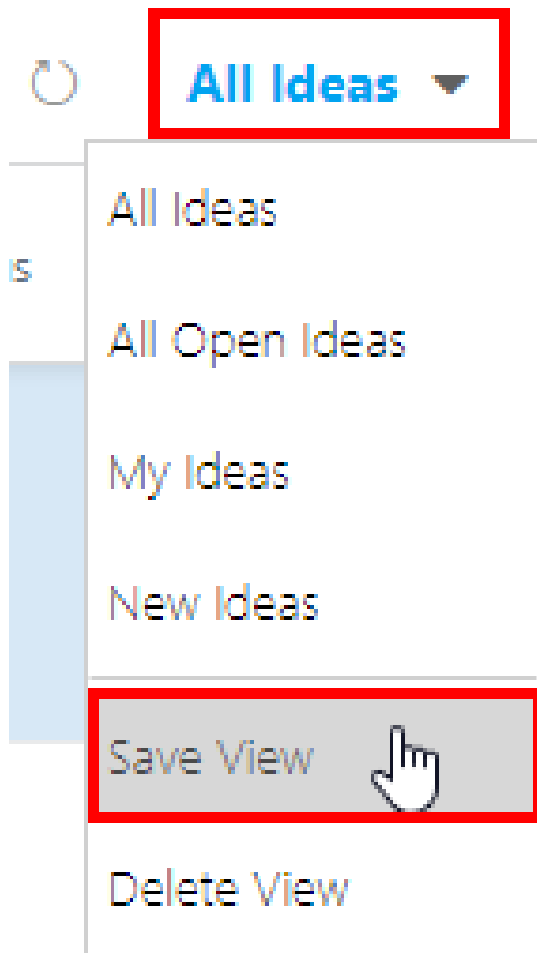 All Ideas
All Ideas
s
All Open Ideas
My Ideas
New Ideas
Save View
Delete View